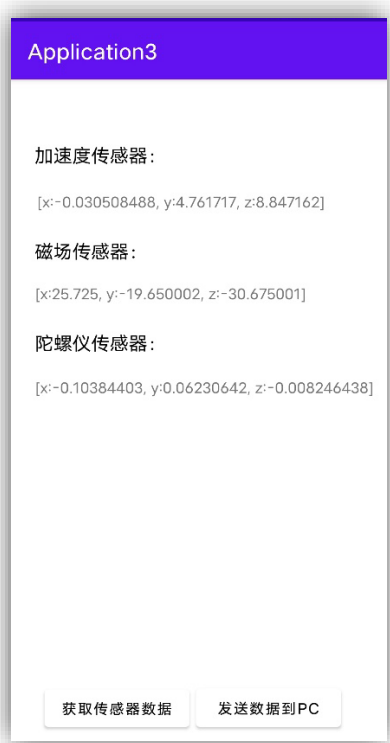 Application3
加速度传感器:
[x:-0.030508488, y:4.761717, z:8.847162]
磁场传感器:
[x:25.725, y:-19.650002, z:-30.675001]
陀螺仪传感器:
[x:-0.10384403, y:0.06230642, z:-0.008246438]
获取传感器数据 发送数据到PC